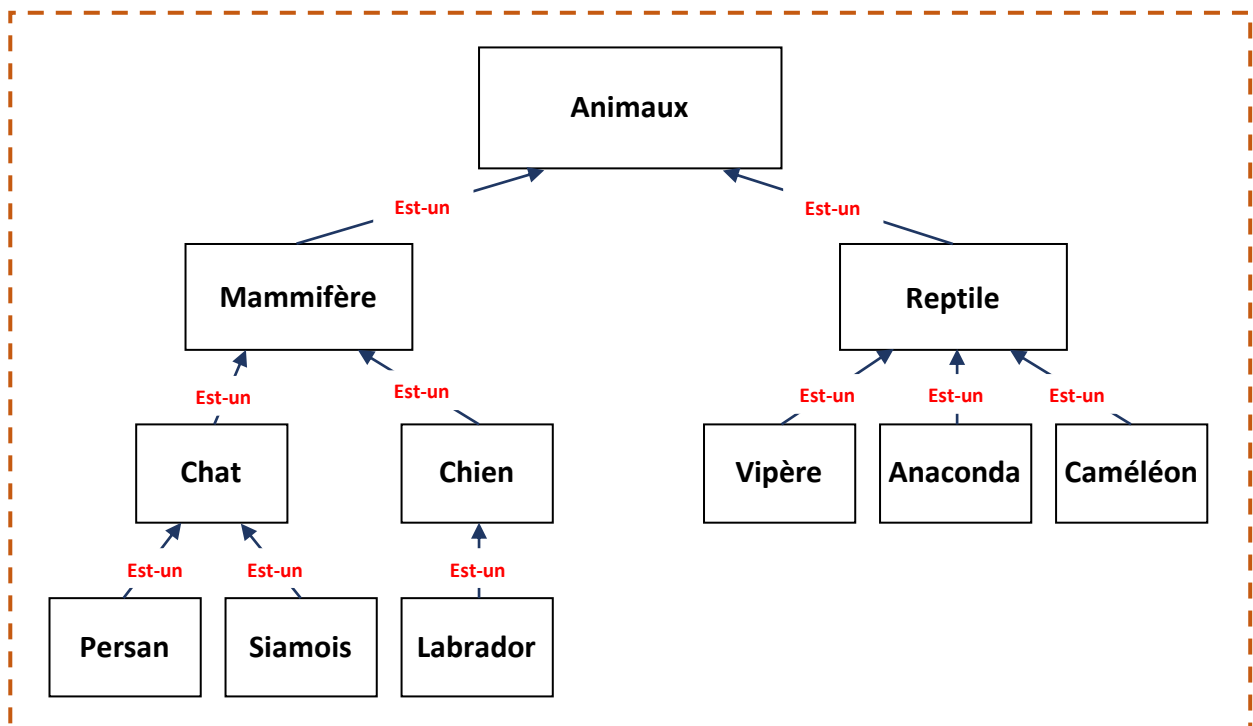 Animaux
Est-un
Est-un
Mammifère
Reptile
Est-un
Est-un
Est-un
Est-un
Est-un
Chat
Chien
Vipère
Anaconda
Caméléon
Est-un
Est-un
Est-un
Persan
Siamois
Labrador